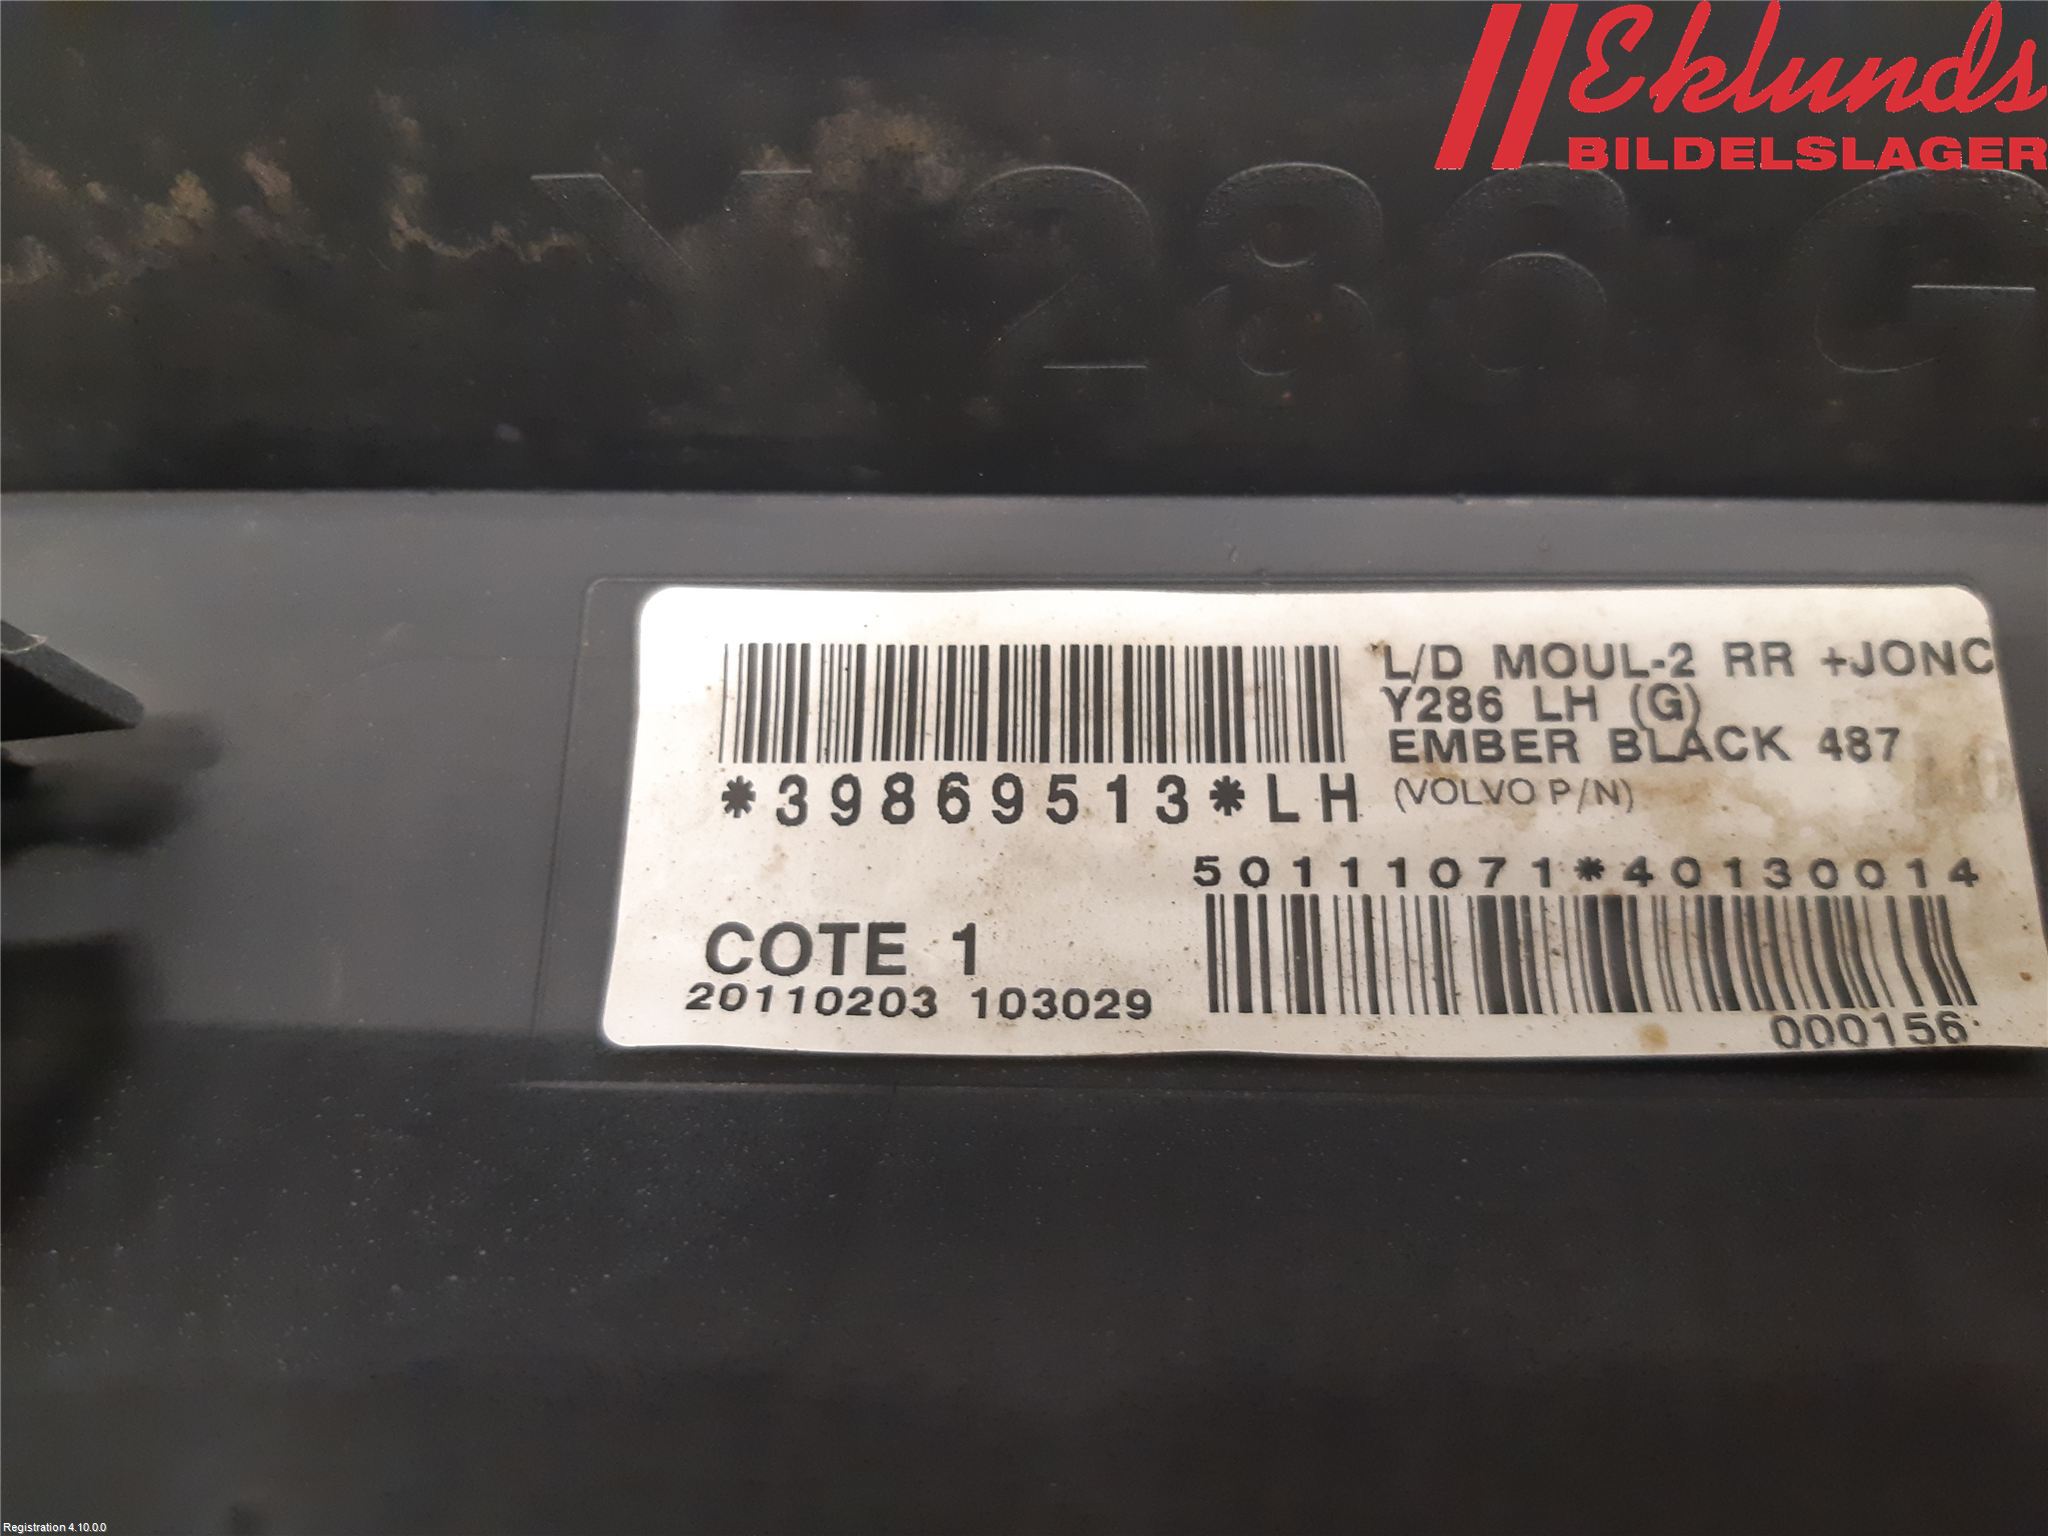 Eklunds
BILDELSLAGER
Y 286 G
L/D MOUL-2 RR +JONC
Y286 LH (G)
EMBER BLACK 487
*39869513*LH (VOLVO P/N)
50111071*40130014
COTE 1
20110203 103029
000156
Registration 4.10.0.0